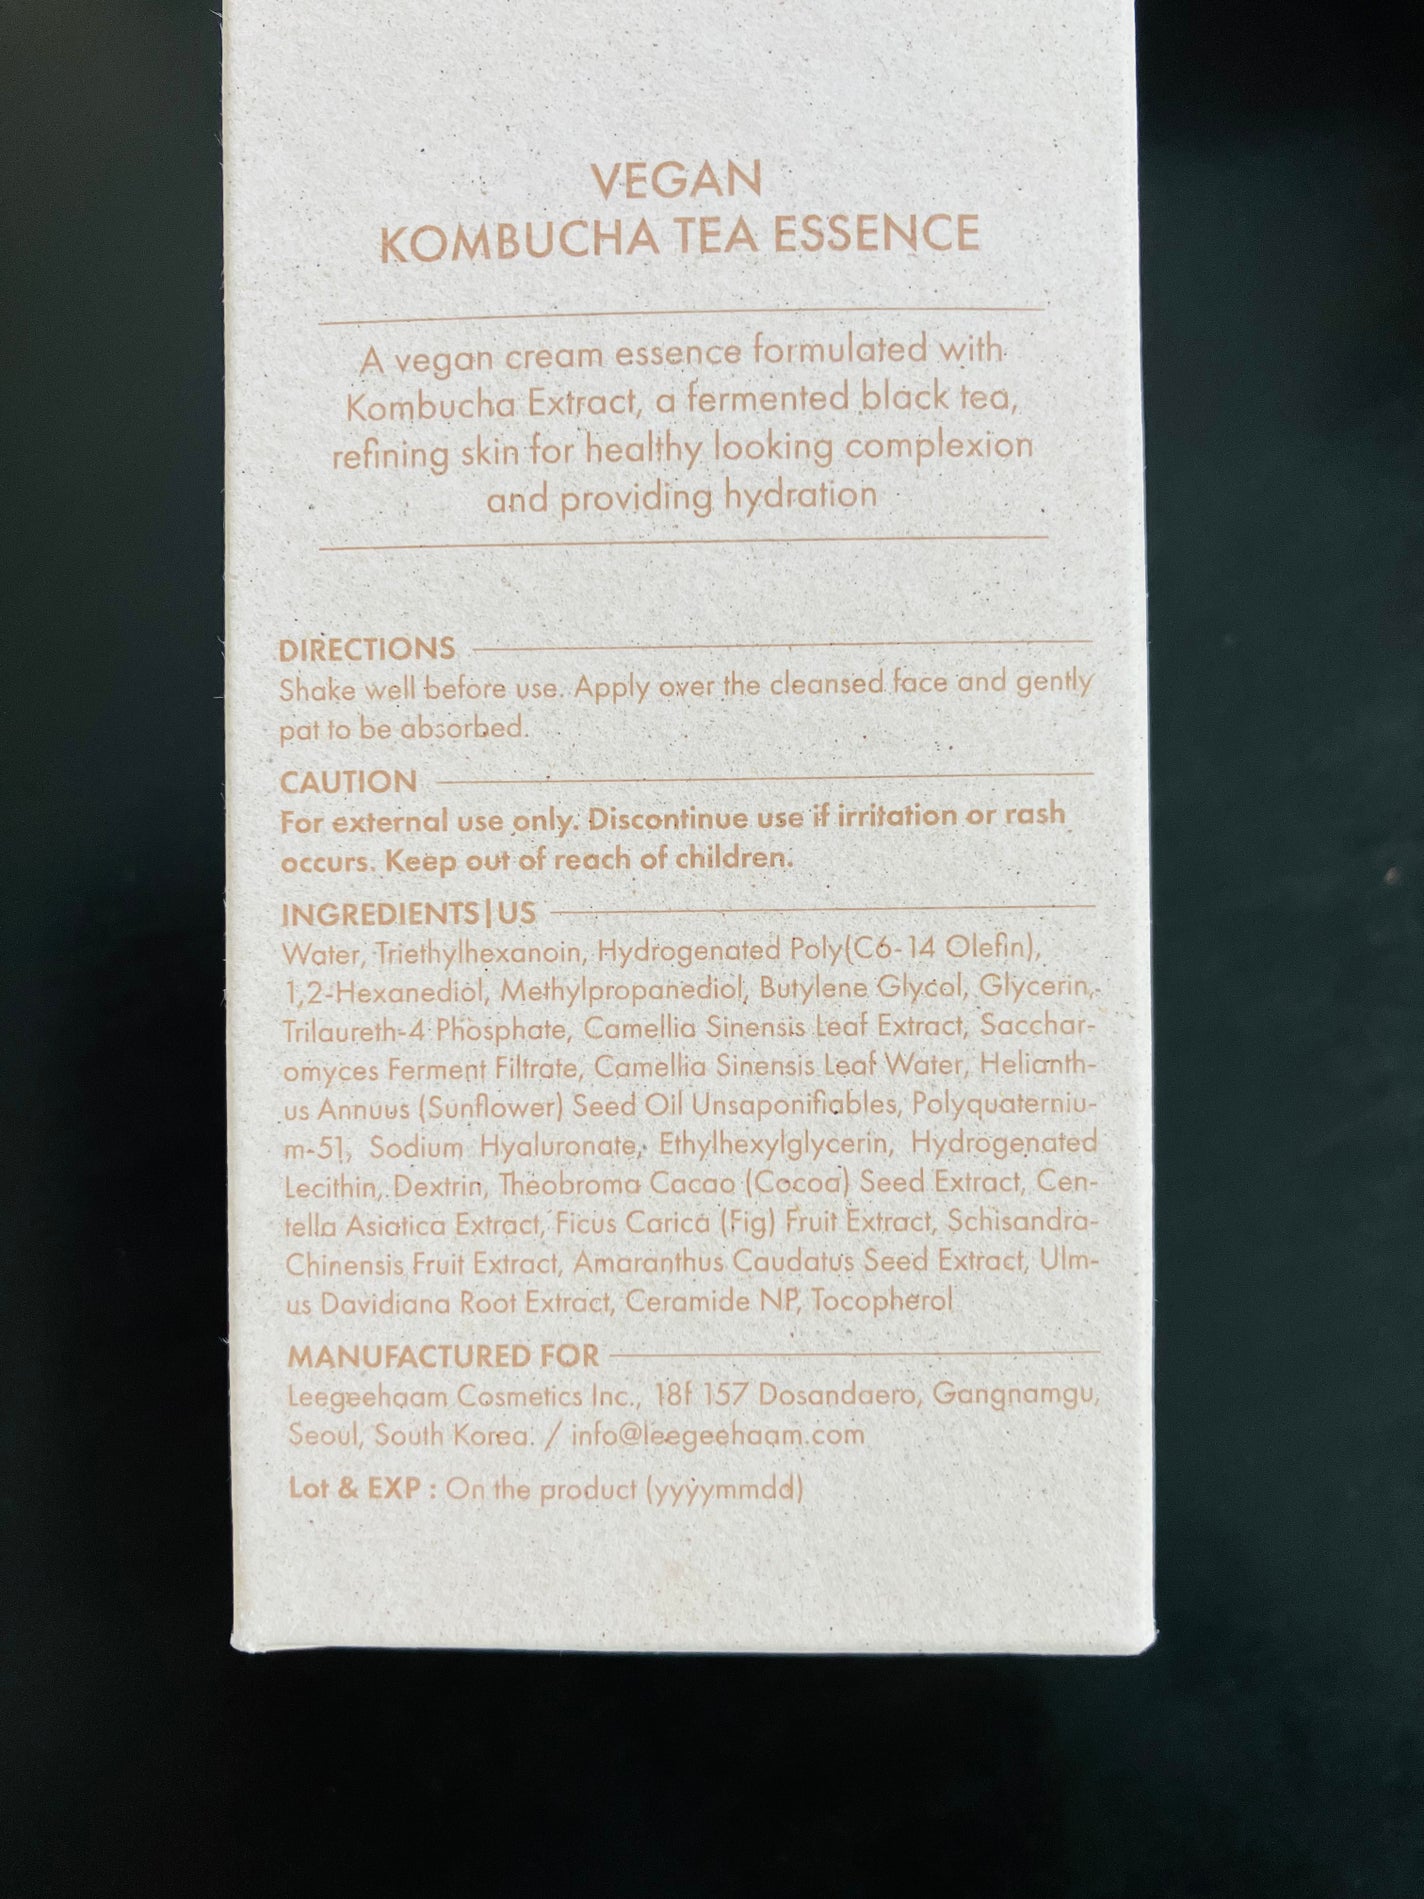 VEGAN
KOMBUCHA TEA ESSENCE
A vegan cream essence formulated with
Kombucha Extract, a fermented black tea,
refining skin for healthy looking complexion
and providing hydration
DIRECTIONS
Shake well before use. Apply over the cleansed face and gently
pat to be absorbed.
CAUTION
For external use only. Discontinue use if irritation or rash
occurs. Keep out of reach of children.
INGREDIENTS|US
Water, Triethylhexanoin, Hydrogenated Poly(C6-14 Olefin),
1,2-Hexanediol, Methylpropanediol, Butylene Glycol, Glycerin,
Trilaureth-4 Phosphate, Camellia Sinensis Leaf Extract, Sacchar-
omyces Ferment Filtrate, Camellia Sinensis Leaf Water, Helianth-
us Annuus (Sunflower) Seed Oil Unsaponifiables, Polyquaterniu-
m-51, Sodium Hyaluronate, Ethylhexylglycerin, Hydrogenated
Lecithin, Dextrin, Theobroma Cacao (Cocoa) Seed Extract, Cen-
tella Asiatica Extract, Ficus Carica (Fig) Fruit Extract, Schisandra
Chinensis Fruit Extract, Amaranthus Caudatus Seed Extract, Ulm-
us Davidiana Root Extract, Ceramide NP, Tocopherol
MANUFACTURED FOR
Leegeehaam Cosmetics Inc., 18f 157 Dosandaero, Gangnamgu,
Seoul, South Korea. / info@leegeehaam.com
Lot & EXP : On the product (yyyymmdd)